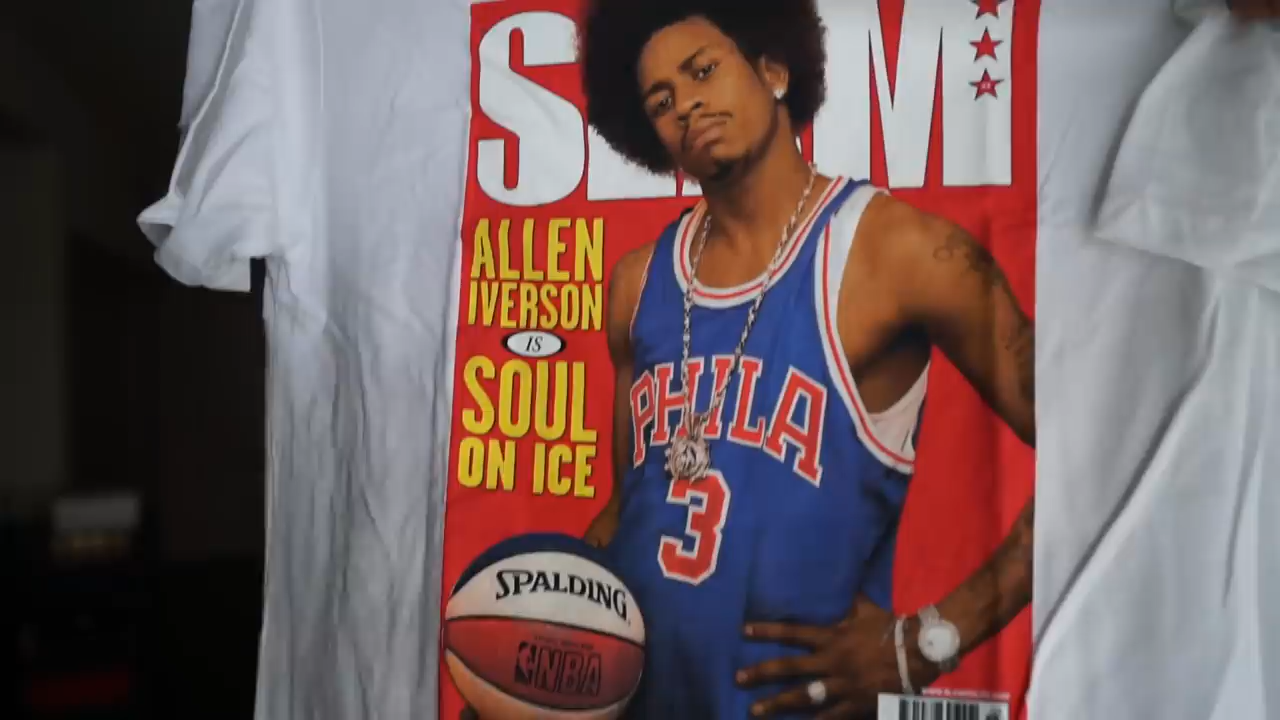 SLAM
ALLEN
IVERSON
IS
SOUL
ON ICE
PHILA
3
SPALDING
NBA